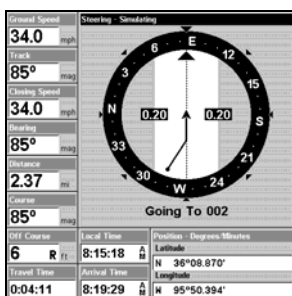 Ground Speed
34.0 mph
Track
85° mag
Closing Speed
34.0 mph
Bearing
85° mag
Distance
2.37 mi
Course
85° mag
Off Course
6 R ft
Travel Time
0:04:11
Steering - Simulating
E
12
15
S
21
24
W
30
33
N
3
6
0.20 0.20
Going To 002
Local Time
8:15:18 AM
Arrival Time
8:19:29 AM
Position - Degrees/Minutes
Latitude
N 36°08.870'
Longitude
W 95°50.394'